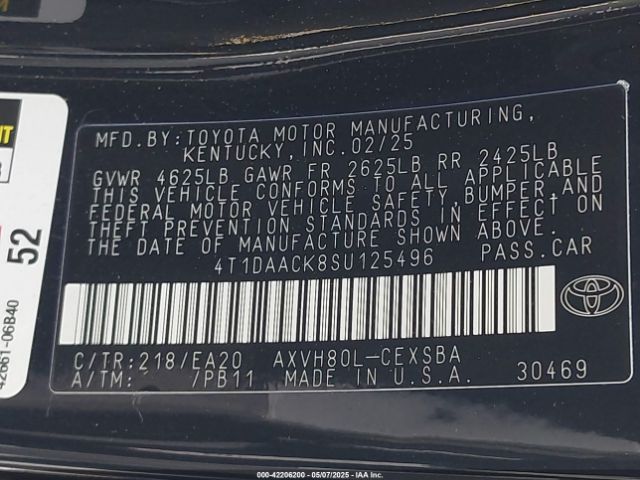 MFD. BY: TOYOTA MOTOR MANUFACTURING,
KENTUCKY, INC. 02/25
GVWR 4625LB GAWR FR 2625LB RR 2425LB
THIS VEHICLE CONFORMS TO ALL APPLICABLE
FEDERAL MOTOR VEHICLE SAFETY, BUMPER, AND
THEFT PREVENTION STANDARDS IN EFFECT ON
THE DATE OF MANUFACTURE SHOWN ABOVE.
4T1DAACK8SU125496 PASS. CAR
C/TR: 218/EA20 AXVH80L-CEXSBA
A/TM: /PB11 MADE IN U.S.A. 30469
52
42661-06B40
000-42206200 - 05/07/2025 - IAA Inc.